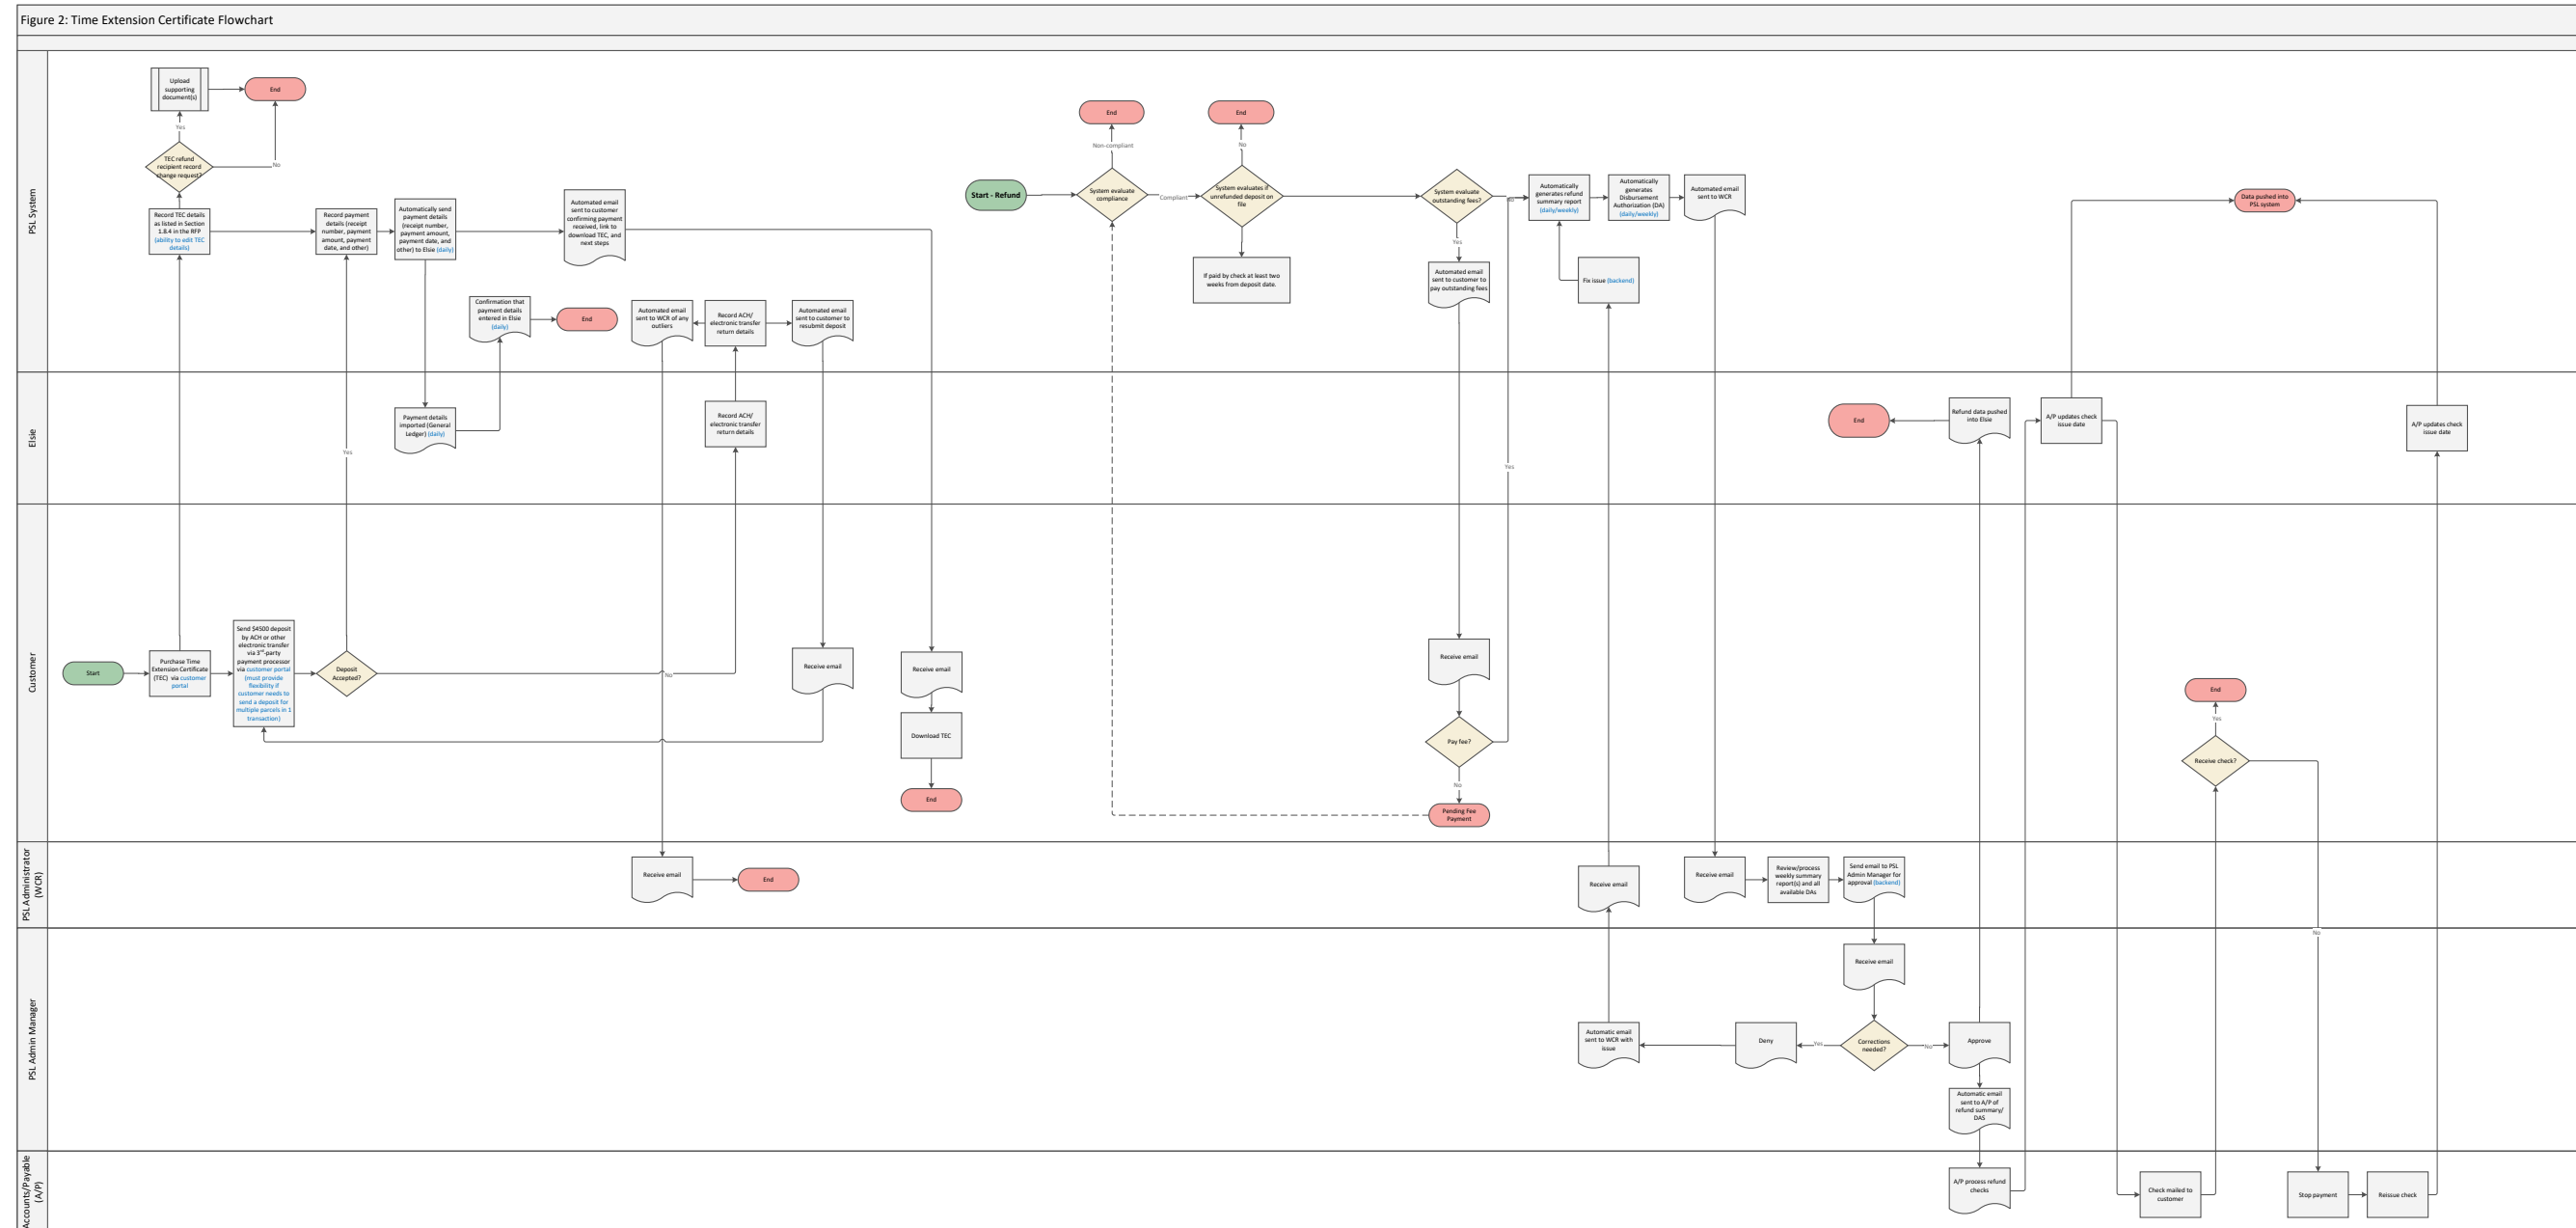 Figure 2: Time Extension Certificate Flowchart
PSL System
Upload
supporting
document(s)
End
Yes
TEC refund
recipient record
change request?
No
Record TEC details
as listed in Section
1.8.4 in the RFP
(ability to edit TEC
details)
Record payment
details (receipt
number, payment
amount, payment
date, and other)
Automatically send
payment details
(receipt number,
payment amount,
payment date, and
other) to Elsie (daily)
Automated email
sent to customer
confirming payment
received, link to
download TEC, and
next steps
Confirmation that
payment details
entered in Elsie
(daily)
End
Automated email
sent to WCR of any
outliers
Record ACH/
electronic transfer
return details
Automated email
sent to customer to
resubmit deposit
Start - Refund
End
Non-compliant
System evaluate
compliance
Compliant
End
No
System evaluates if
unrefunded deposit on
file
If paid by check at least two
weeks from deposit date.
System evaluate
outstanding fees?
No
Yes
Automated email
sent to customer to
pay outstanding fees
Automatically
generates refund
summary report
(daily/weekly)
Automatically
generates
Disbursement
Authorization (DA)
(daily/weekly)
Automated email
sent to WCR
Fix issue (backend)
Data pushed into
PSL system
Elsie
Payment details
imported (General
Ledger) (daily)
Yes
Record ACH/
electronic transfer
return details
Yes
End
Refund data pushed
into Elsie
A/P updates check
issue date
A/P updates check
issue date
Customer
Start
Purchase Time
Extension Certificate
(TEC) via customer
portal
Send $4500 deposit
by ACH or other
electronic transfer
via 3rd-party
payment processor
via customer portal
(must provide
flexibility if
customer needs to
send a deposit for
multiple parcels in 1
transaction)
Deposit
Accepted?
No
Receive email
Receive email
Download TEC
End
Receive email
Pay fee?
No
Pending Fee
Payment
End
Yes
Receive check?
No
PSL Administrator
(WCR)
Receive email
End
Receive email
Receive email
Review/process
weekly summary
report(s) and all
available DAs
Send email to PSL
Admin Manager for
approval (backend)
PSL Admin Manager
Receive email
Automatic email
sent to WCR with
issue
Deny
Yes
Corrections
needed?
No
Approve
Automatic email
sent to A/P of
refund summary/
DAS
Accounts/Payable
(A/P)
A/P process refund
checks
Check mailed to
customer
Stop payment
Reissue check